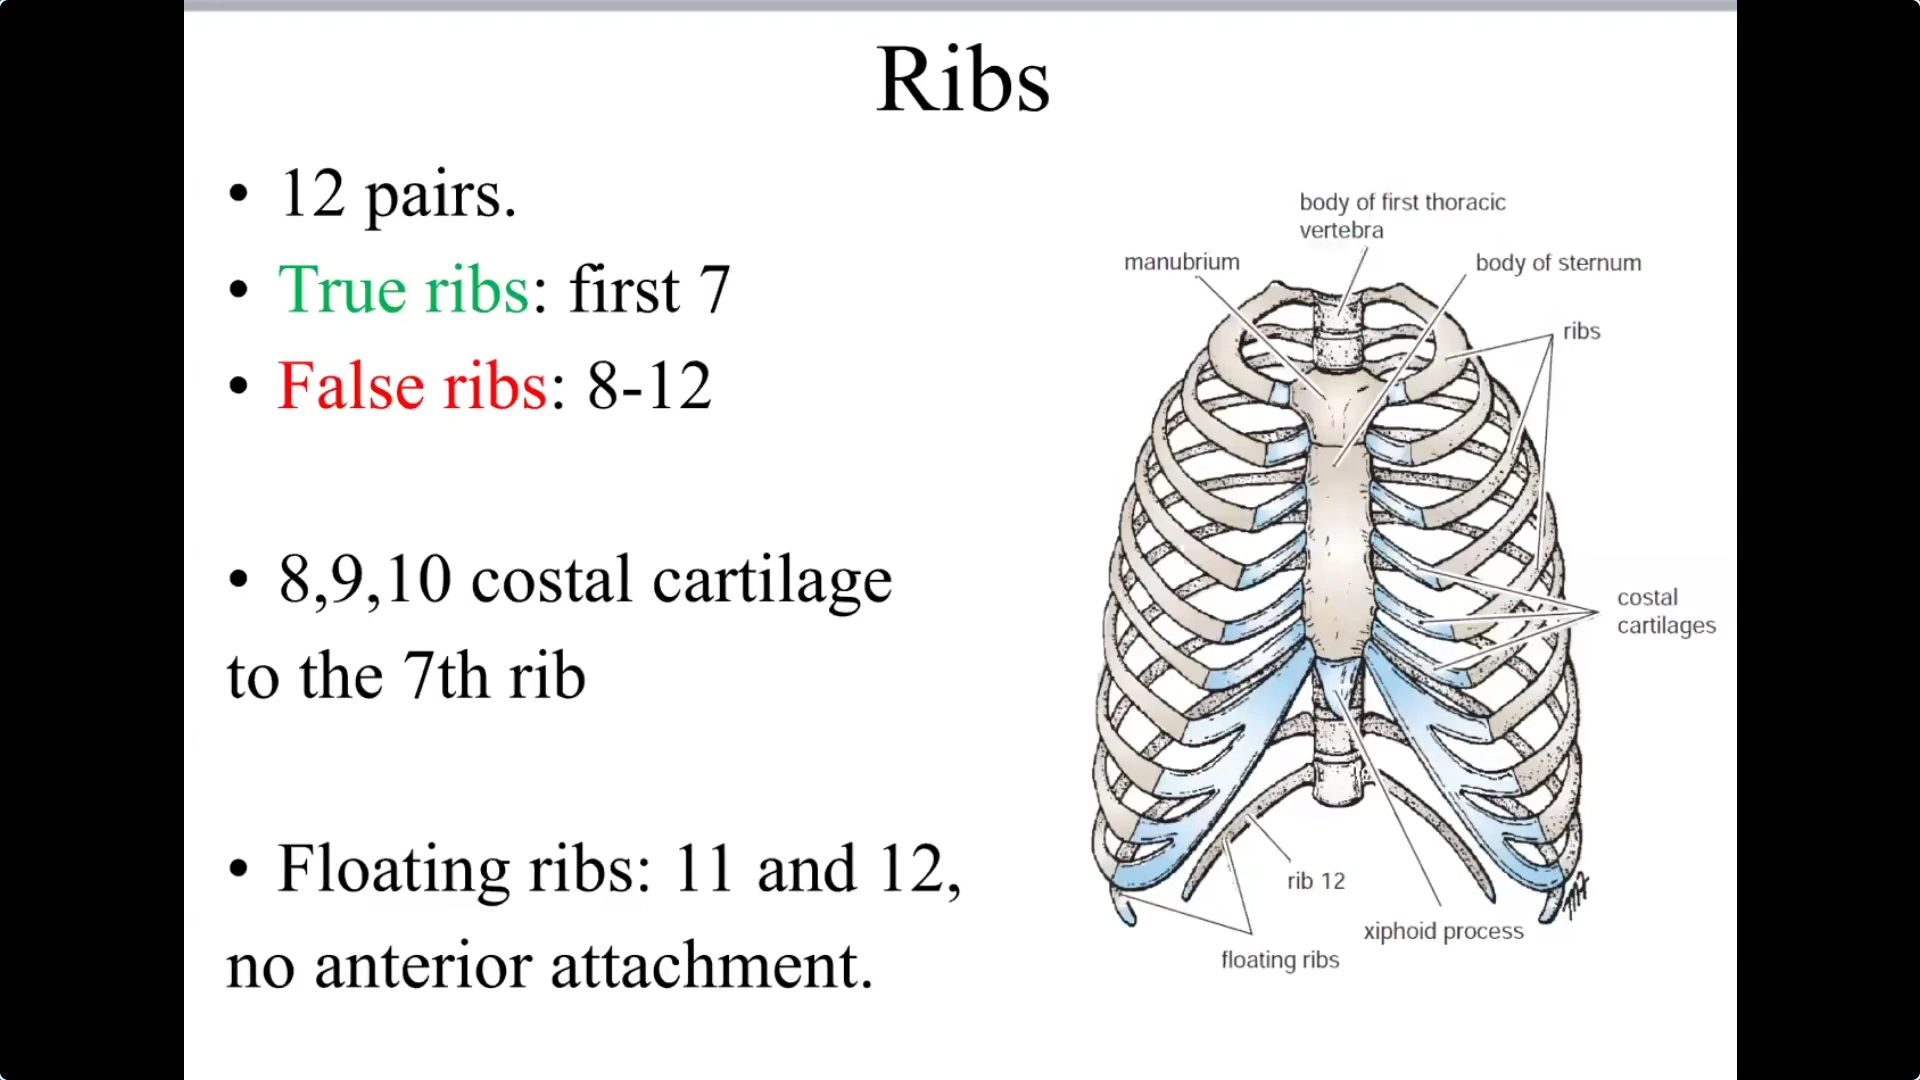 Ribs
• 12 pairs.
• True ribs: first 7
• False ribs: 8-12
• 8,9,10 costal cartilage
to the 7th rib
• Floating ribs: 11 and 12,
no anterior attachment.
body of first thoracic
vertebra
manubrium
body of sternum
ribs
costal
cartilages
rib 12
xiphoid process
floating ribs